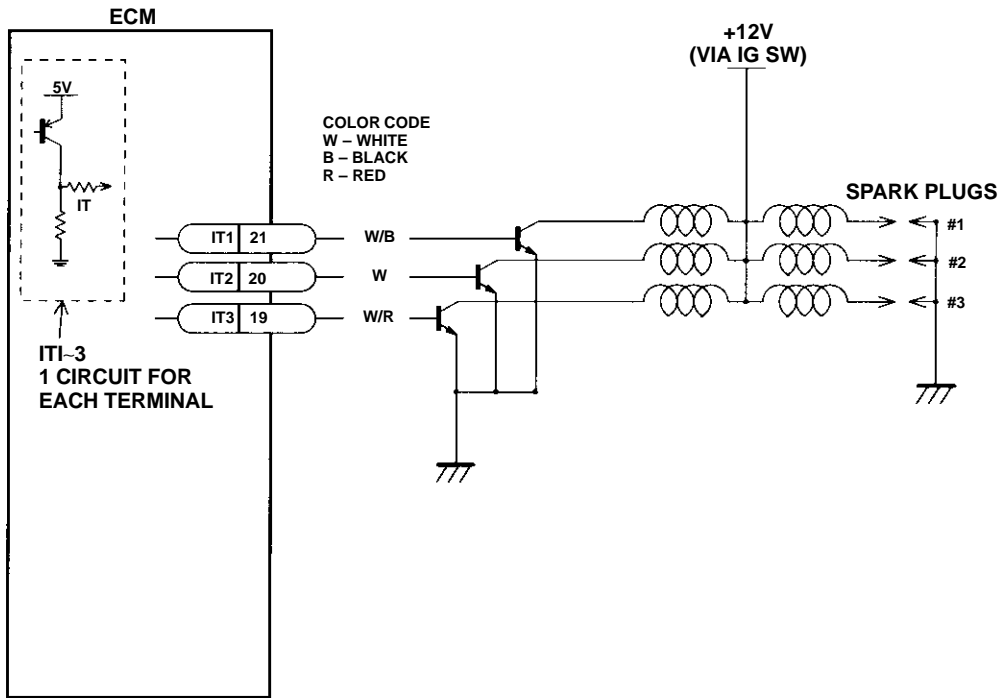 ECM
5V
IT
ITI~3
1 CIRCUIT FOR
EACH TERMINAL
COLOR CODE
W – WHITE
B – BLACK
R – RED
IT1 21
W/B
IT2 20
W
IT3 19
W/R
+12V
(VIA IG SW)
SPARK PLUGS
#1
#2
#3